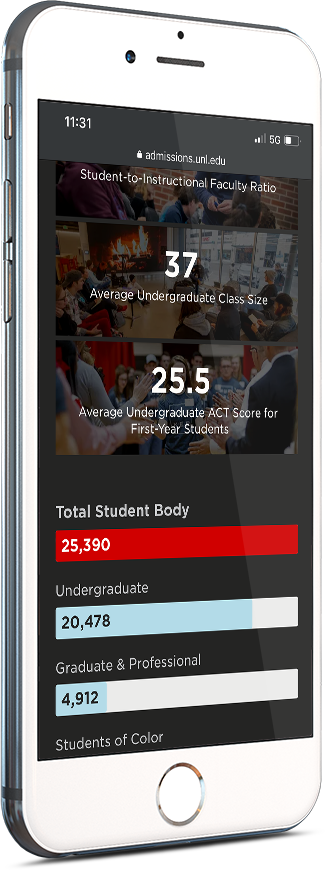 11:31
5G
admissions.unl.edu
Student-to-Instructional Faculty Ratio
37
Average Undergraduate Class Size
25.5
Average Undergraduate ACT Score for
First-Year Students
Total Student Body
25,390
Undergraduate
20,478
Graduate & Professional
4,912
Students of Color